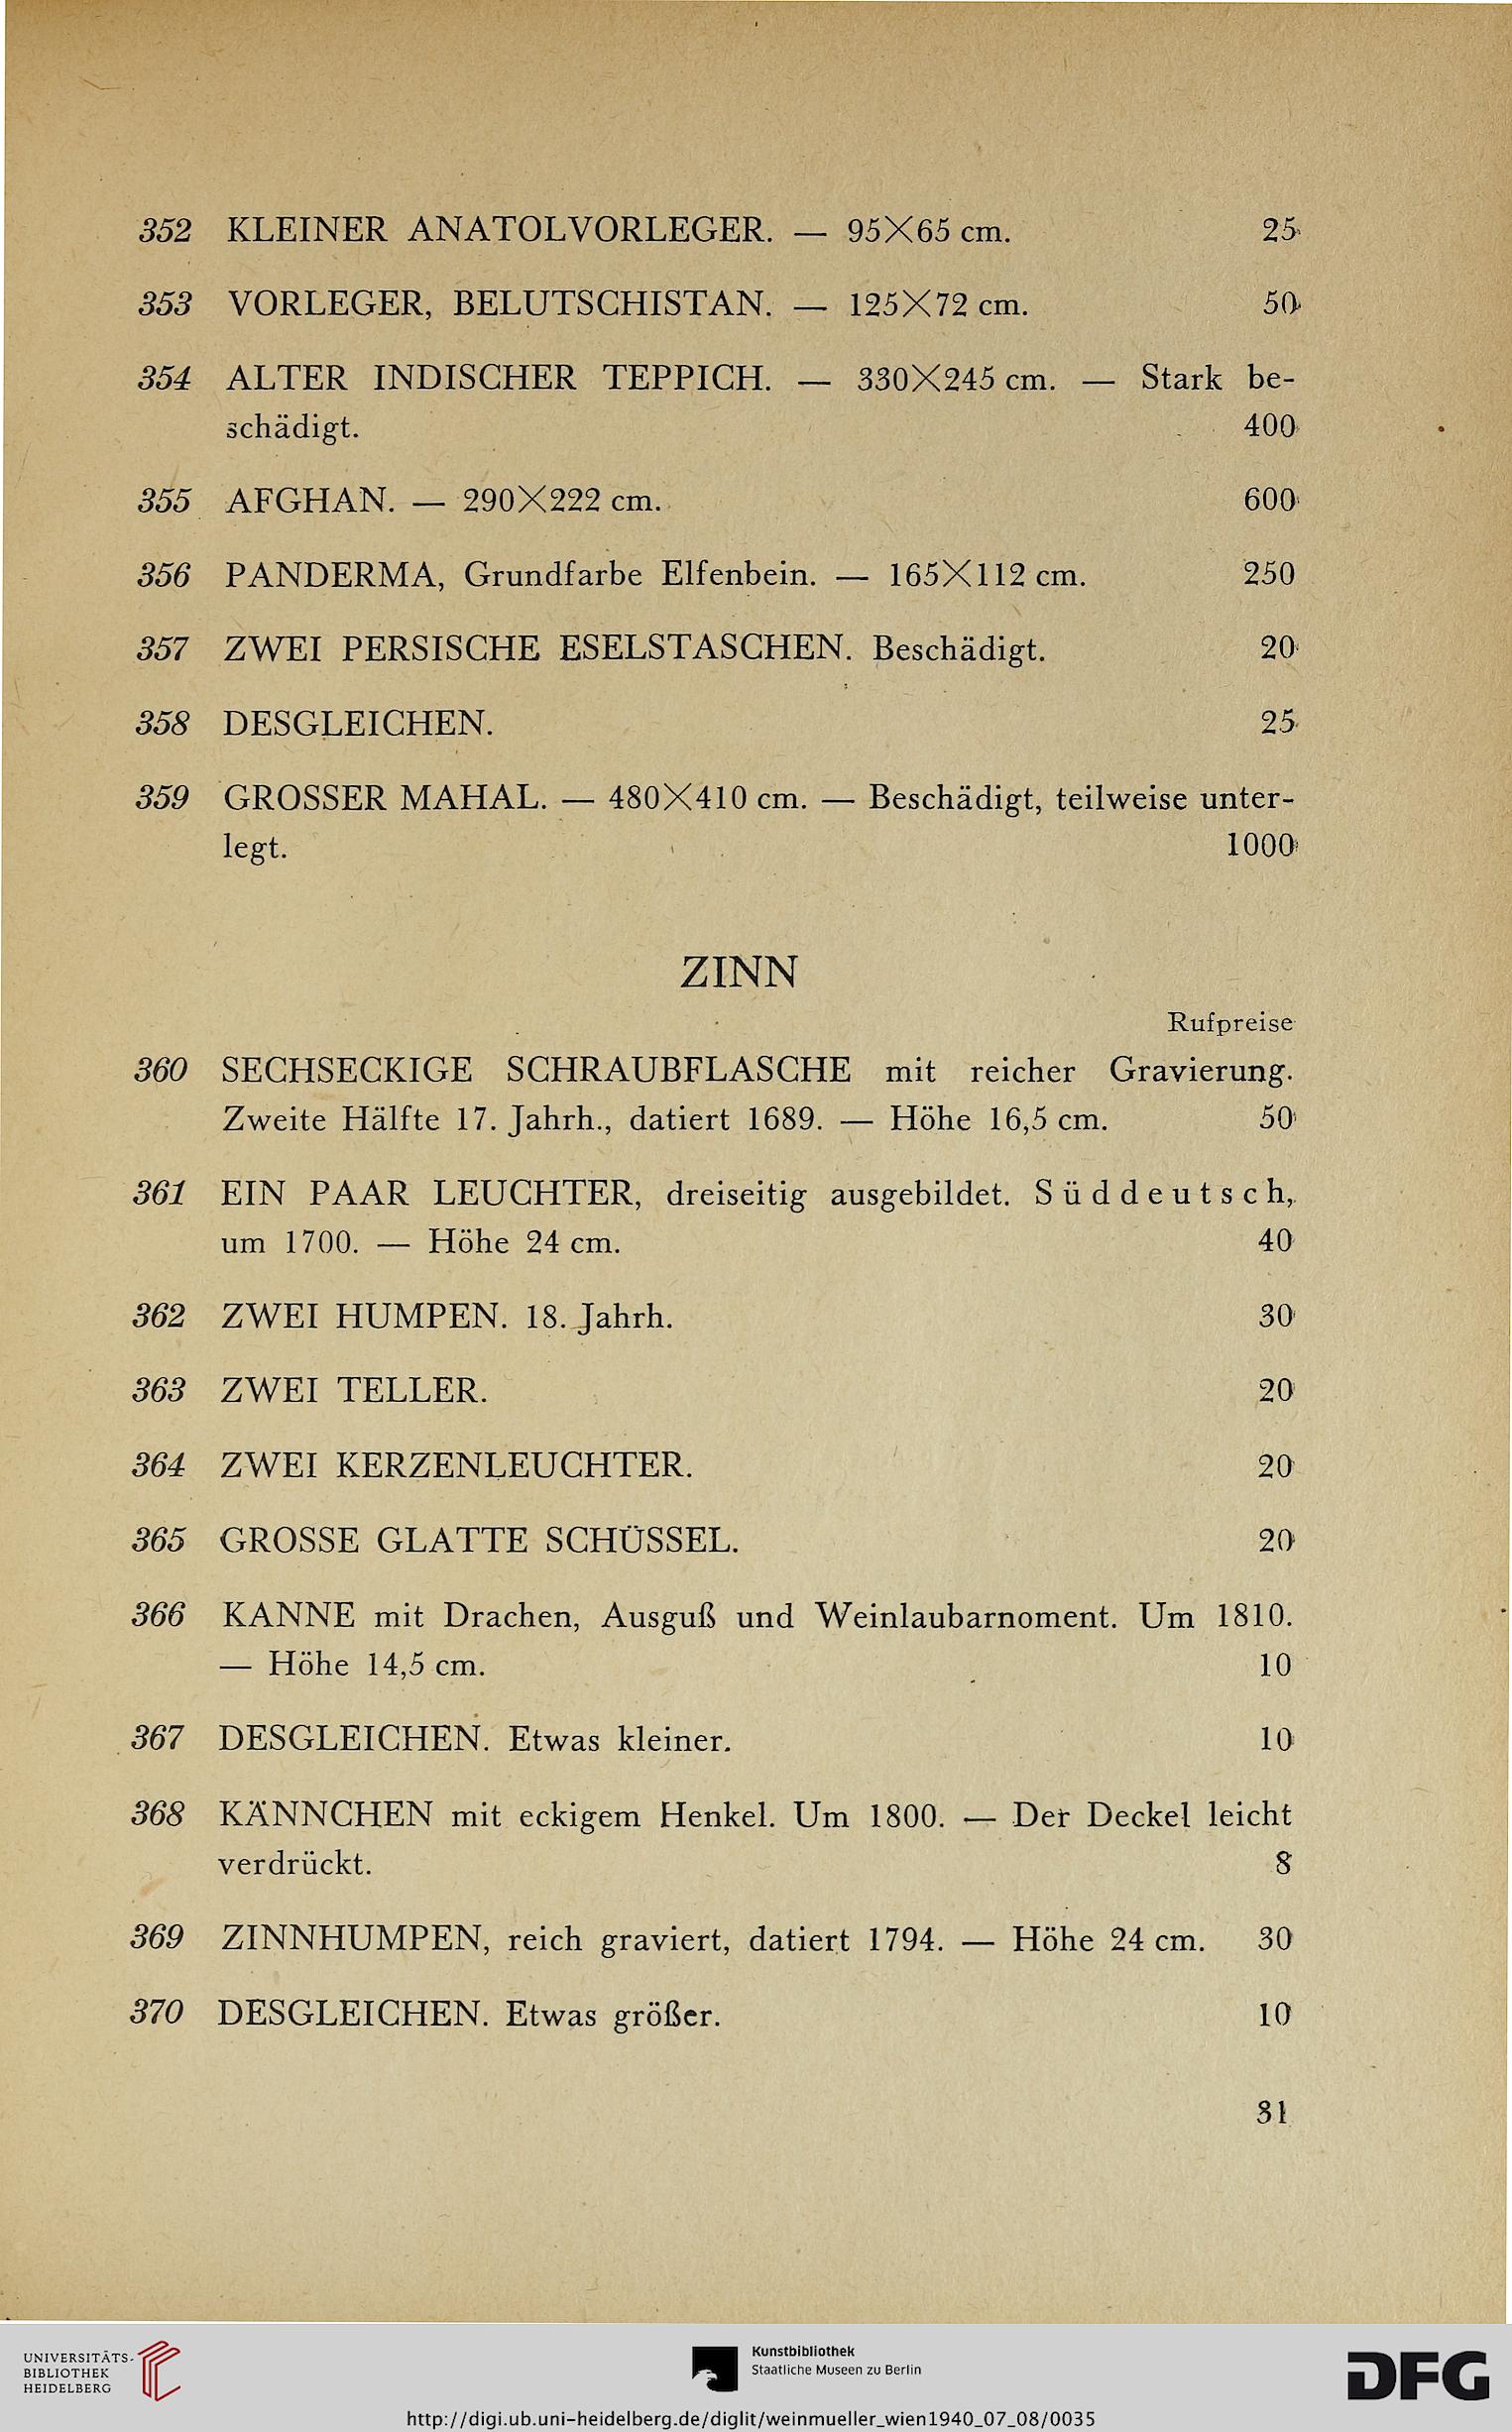 352 KLEINER ANATOLVORLEGER. — 95×65 cm. 25
353 VORLEGER, BELUTSCHISTAN. — 125×72 cm. 50
354 ALTER INDISCHER TEPPICH. — 330×245 cm. — Stark be-
schädigt. 400
355 AFGHAN. — 290×222 cm. 600
356 PANDERMA, Grundfarbe Elfenbein. — 165×112 cm. 250
357 ZWEI PERSISCHE ESELSTASCHEN. Beschädigt. 20
358 DESGLEICHEN. 25
359 GROSSER MAHAL. — 480×410 cm. — Beschädigt, teilweise unter-
legt. 1000
ZINN
Rufpreise
360 SECHSECKIGE SCHRAUBFLASCHE mit reicher Gravierung.
Zweite Hälfte 17. Jahrh., datiert 1689. — Höhe 16,5 cm. 50
361 EIN PAAR LEUCHTER, dreiseitig ausgebildet. Süddeutsch,
um 1700. — Höhe 24 cm. 40
362 ZWEI HUMPEN. 18. Jahrh. 30
363 ZWEI TELLER. 20
364 ZWEI KERZENLEUCHTER. 20
365 GROSSE GLATTE SCHÜSSEL. 20
366 KANNE mit Drachen, Ausguß und Weinlaubarnoment. Um 1810.
— Höhe 14,5 cm. 10
367 DESGLEICHEN. Etwas kleiner. 10
368 KÄNNCHEN mit eckigem Henkel. Um 1800. — Der Deckel leicht
verdrückt. 8
369 ZINNHUMPEN, reich graviert, datiert 1794. — Höhe 24 cm. 30
370 DESGLEICHEN. Etwas größer. 10
31
UNIVERSITÄTS-
BIBLIOTHEK
HEIDELBERG
Kunstbibliothek
Staatliche Museen zu Berlin
DFG
http://digi.ub.uni-heidelberg.de/diglit/weinmueller_wien1940_07_08/0035